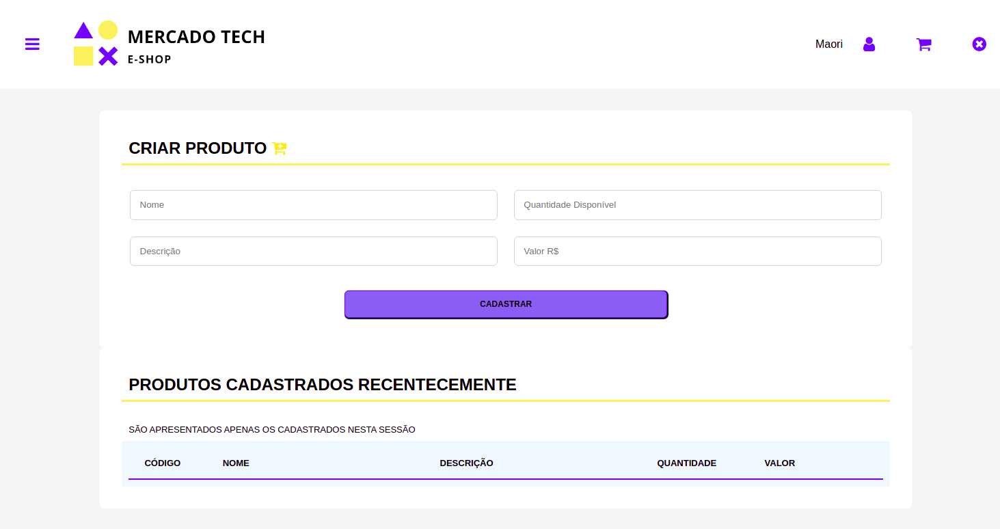 MERCADO TECH
E-SHOP
Maori
CRIAR PRODUTO
Nome
Quantidade Disponível
Descrição
Valor R$
CADASTRAR
PRODUTOS CADASTRADOS RECENTECEMENTE
SÃO APRESENTADOS APENAS OS CADASTRADOS NESTA SESSÃO
CÓDIGO NOME DESCRIÇÃO QUANTIDADE VALOR